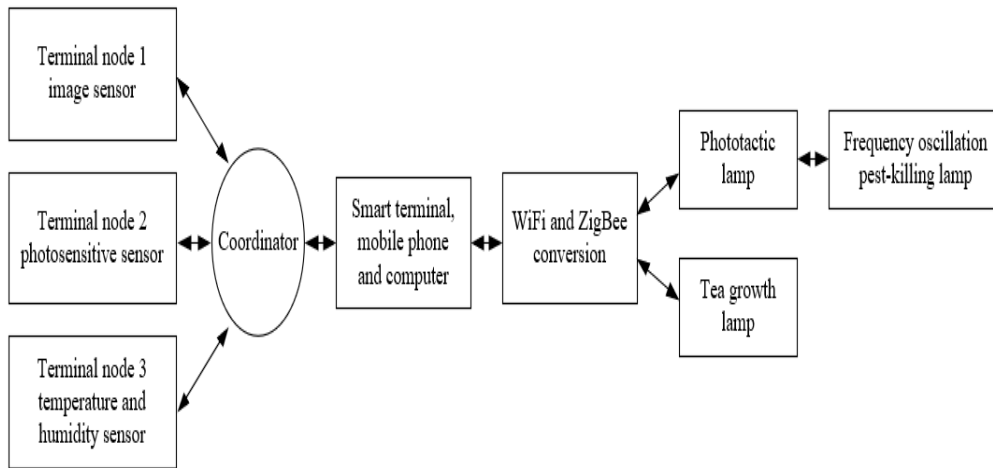 Terminal node 1
image sensor
Terminal node 2
photosensitive sensor
Terminal node 3
temperature and
humidity sensor
Coordinator
Smart terminal,
mobile phone
and computer
WiFi and ZigBee
conversion
Phototactic
lamp
Frequency oscillation
pest-killing lamp
Tea growth
lamp